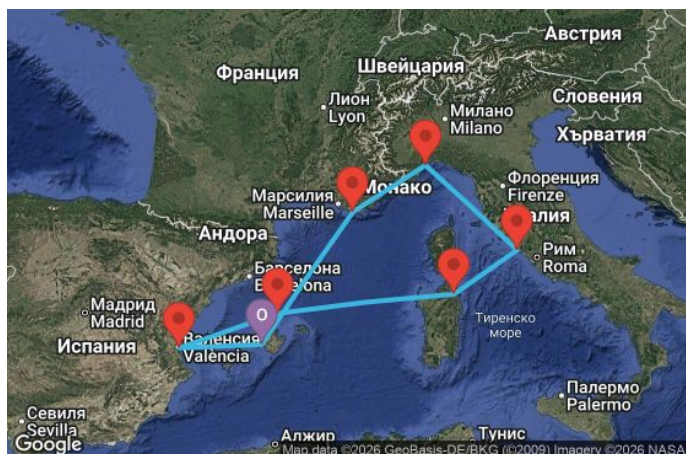 Австрия
Франция
Швейцария
Словения
Лион
Lyon
Милано
Milano
Хърватия
Монако
Флоренция
Firenze
Марсилия
Marseille
Андора
Рим
Roma
Барселона
Мадрид
Madrid
O
Испания
Валенсия
València
Тиренско
море
Палермо
Palermo
Севиля
Sevilla
Google
Алжир
Тунис
Map data ©2026 GeoBasis-DE/BKG (©2009) Imagery ©2026 NASA